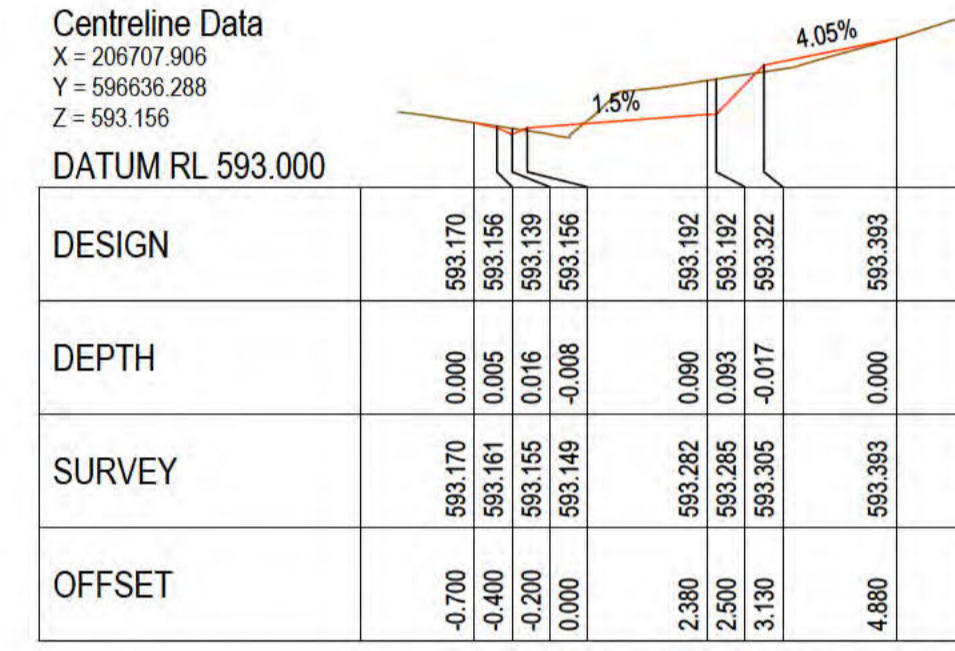 Centreline Data
X = 206707.906
Y = 596636.288
Z = 593.156
DATUM RL 593.000
1.5%
4.05%
DESIGN 593.170 593.156 593.139 593.156 593.192 593.192 593.322 593.393
DEPTH 0.000 0.005 0.016 -0.008 0.090 0.093 -0.017 0.000
SURVEY 593.170 593.161 593.155 593.149 593.282 593.285 593.305 593.393
OFFSET -0.700 -0.400 -0.200 0.000 2.380 2.500 3.130 4.880